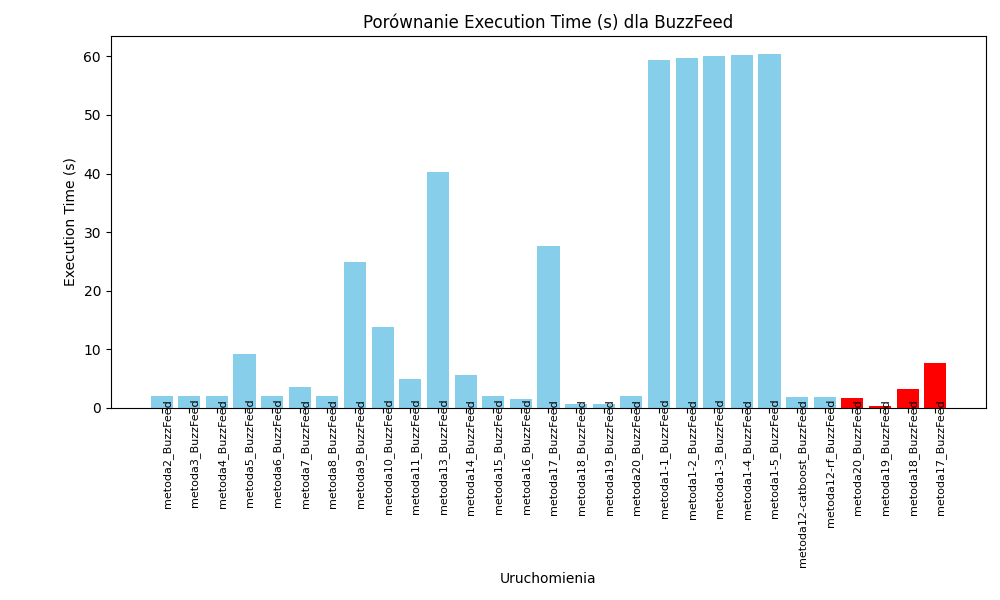 Porównanie Execution Time (s) dla BuzzFeed
Execution Time (s)
60
50
40
30
20
10
0
metoda2_BuzzFeed
metoda3_BuzzFeed
metoda4_BuzzFeed
metoda5_BuzzFeed
metoda6_BuzzFeed
metoda7_BuzzFeed
metoda8_BuzzFeed
metoda9_BuzzFeed
metoda10_BuzzFeed
metoda11_BuzzFeed
metoda13_BuzzFeed
metoda14_BuzzFeed
metoda15_BuzzFeed
metoda16_BuzzFeed
metoda17_BuzzFeed
metoda18_BuzzFeed
metoda19_BuzzFeed
metoda20_BuzzFeed
metoda1-1_BuzzFeed
metoda1-2_BuzzFeed
metoda1-3_BuzzFeed
metoda1-4_BuzzFeed
metoda1-5_BuzzFeed
metoda12-catboost_BuzzFeed
metoda12-rf_BuzzFeed
metoda20_BuzzFeed
metoda19_BuzzFeed
metoda18_BuzzFeed
metoda17_BuzzFeed
Uruchomienia